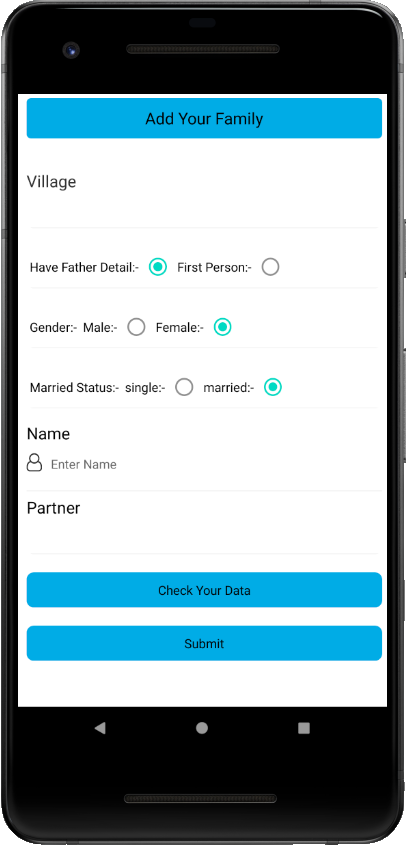 Add Your Family
Village
Have Father Detail:- First Person:-
Gender:- Male:- Female:-
Married Status:- single:- married:-
Name
Enter Name
Partner
Check Your Data
Submit